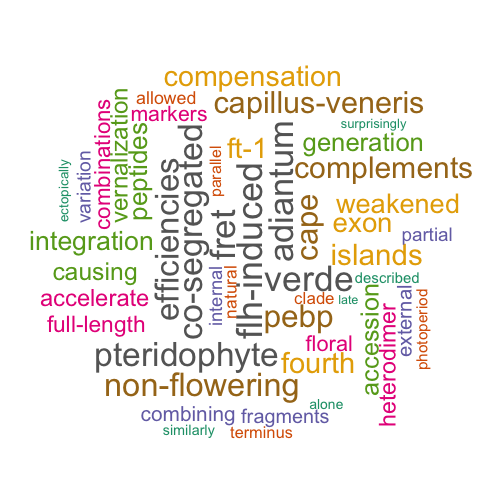 compensation
allowed
capillus-veneris
markers
surprisingly
ft-1
generation
complements
ectopically
variation
combinations
vernalization
peptides
efficiencies
co-segregated
parallel
fret
flh-induced
adiantum
cape
weakened
exon
partial
integration
islands
causing
internal
natural
verde
described
accelerate
clade
late
full-length
pebp
accession
heterodimer
external
photoperiod
floral
pteridophyte
fourth
non-flowering
combining
fragments
alone
similarly
terminus